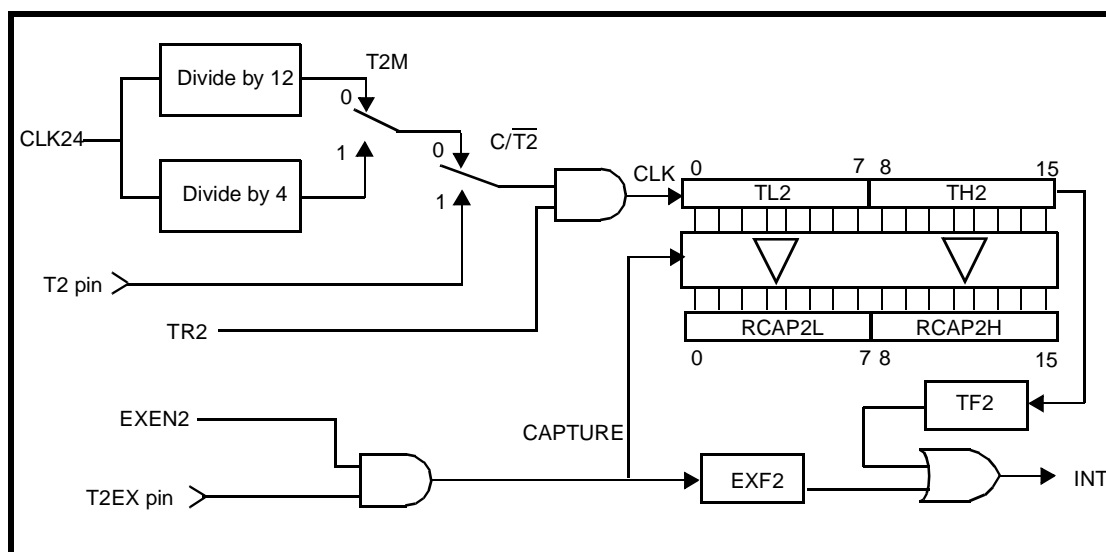 Divide by 12
T2M
0
CLK24
1
C/T̅2̅
0
1
Divide by 4
CLK
0
7
8
15
TL2
TH2
T2 pin
TR2
RCAP2L
RCAP2H
0
7
8
15
TF2
EXEN2
CAPTURE
T2EX pin
EXF2
INT